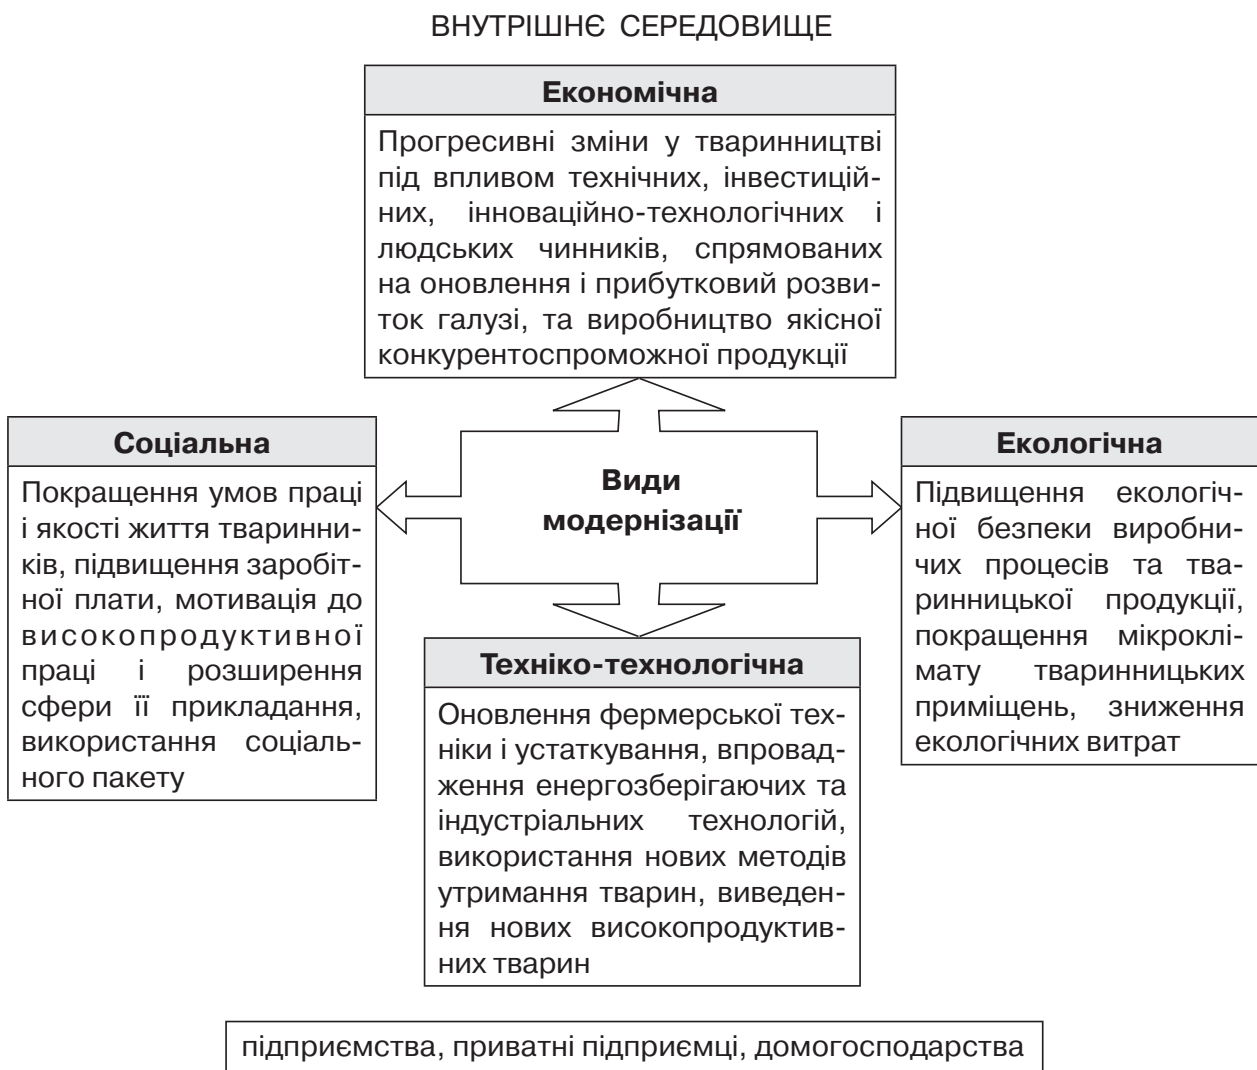 ВНУТРІШНЄ СЕРЕДОВИЩЕ
Економічна
Прогресивні зміни у тваринництві
під впливом технічних, інвестицій-
них, інноваційно-технологічних і
людських чинників, спрямованих
на оновлення і прибутковий розви-
ток галузі, та виробництво якісної
конкурентоспроможної продукції
Соціальна
Покращення умов праці
і якості життя тваринни-
ків, підвищення заробіт-
ної плати, мотивація до
високопродуктивної
праці і розширення
сфери її прикладання,
використання соціаль-
ного пакету
Види
модернізації
Екологічна
Підвищення екологіч-
ної безпеки виробни-
чих процесів та тва-
ринницької продукції,
покращення мікроклі-
мату тваринницьких
приміщень, зниження
екологічних витрат
Техніко-технологічна
Оновлення фермерської тех-
ніки і устаткування, впровад-
ження енергозберігаючих та
індустріальних технологій,
використання нових методів
утримання тварин, виведен-
ня нових високопродуктив-
них тварин
підприємства, приватні підприємці, домогосподарства